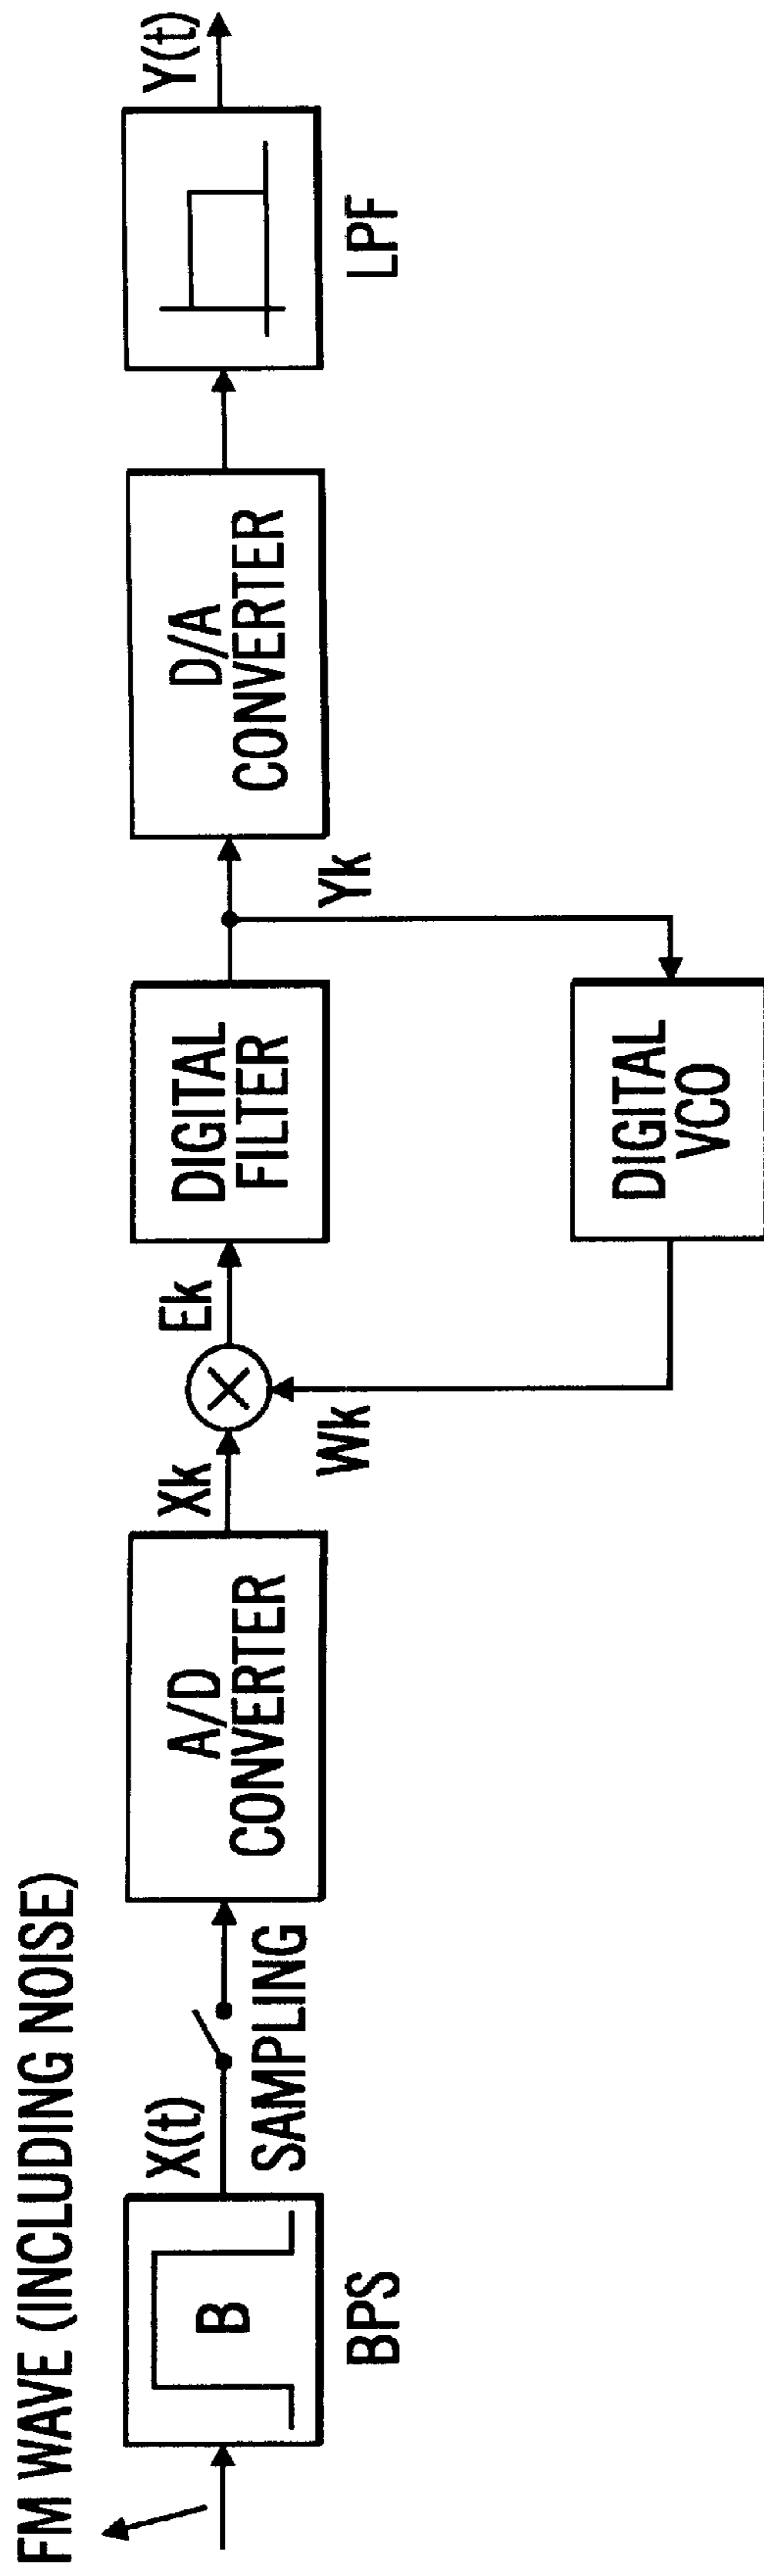 FM WAVE (INCLUDING NOISE)
B
BPS
X(t)
SAMPLING
A/D
CONVERTER
Xk
Wk
Ek
DIGITAL
FILTER
DIGITAL
VCO
Yk
D/A
CONVERTER
LPF
Y(t)